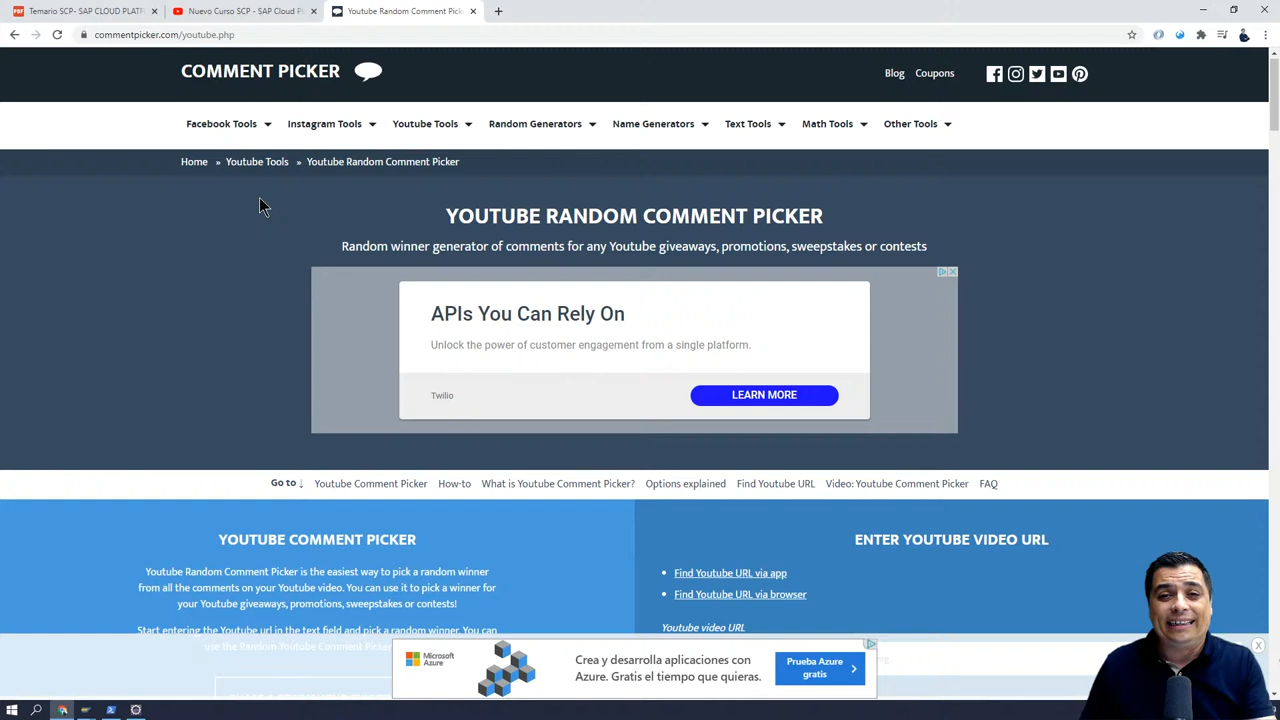 Temario SCP- SAP CLOUD PLATF
Nuevo Curso SCP - SAP Cloud Pl
Youtube Random Comment Picke
commentpicker.com/youtube.php
COMMENT PICKER
Blog
Coupons
Facebook Tools
Instagram Tools
Youtube Tools
Random Generators
Name Generators
Text Tools
Math Tools
Other Tools
Home » Youtube Tools » Youtube Random Comment Picker
YOUTUBE RANDOM COMMENT PICKER
Random winner generator of comments for any Youtube giveaways, promotions, sweepstakes or contests
APIs You Can Rely On
Unlock the power of customer engagement from a single platform.
Twilio
LEARN MORE
Go to ↓ Youtube Comment Picker How-to What is Youtube Comment Picker? Options explained Find Youtube URL Video: Youtube Comment Picker FAQ
YOUTUBE COMMENT PICKER
Youtube Random Comment Picker is the easiest way to pick a random winner
from all the comments on your Youtube video. You can use it to pick a winner for
your Youtube giveaways, promotions, sweepstakes or contests!
Start entering the Youtube url in the text field and pick a random winner. You can
use the Random Youtube Comment Picker
ENTER YOUTUBE VIDEO URL
Find Youtube URL via app
Find Youtube URL via browser
Youtube video URL
Microsoft
Azure
Crea y desarrolla aplicaciones con
Azure. Gratis el tiempo que quieras.
Prueba Azure
gratis